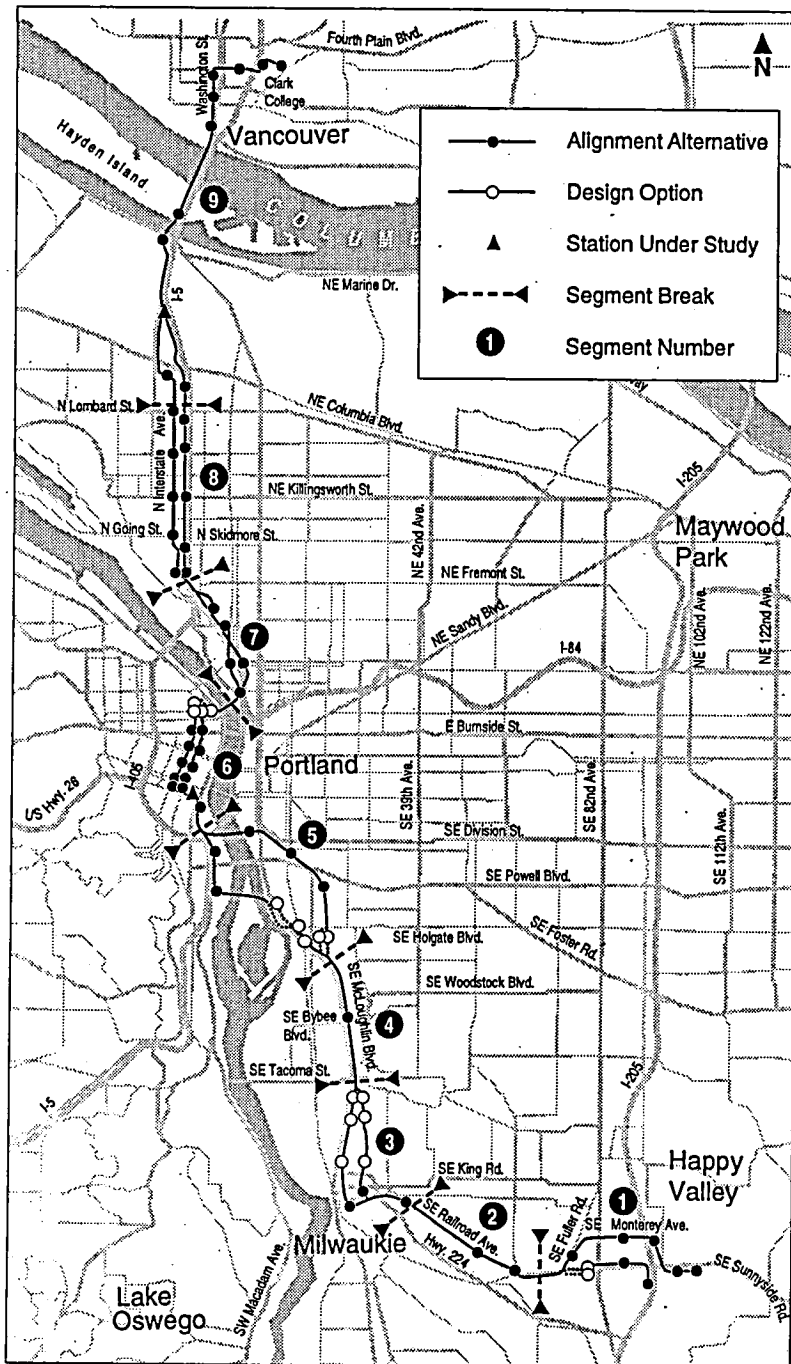 Fourth Plain Blvd.
Washington St.
Clark
College
N
Vancouver
Hayden Island
9
COLUME
Alignment Alternative
Design Option
Station Under Study
Segment Break
1 Segment Number
I-5
NE Marine Dr.
way
N Lombard St.
Ave.
N Interstate
NE Columbia Blvd.
8
NE Killingsworth St.
I-205
N Going St.
N Skidmore St.
NE 42nd Ave.
Maywood
Park
NE Fremont St.
NE Sandy Blvd.
NE 102nd Ave.
NE 122nd Ave.
7
I-84
E Burnside St.
6
Portland
I-405
US Hwy. 26
SE 39th Ave.
SE 82nd Ave.
SE 112th Ave.
5
SE Division St.
SE Powell Blvd.
SE Foster Rd.
SE Holgate Blvd.
SE Woodstock Blvd.
SE McLoughlin Blvd.
SE Bybee
Blvd.
4
SE Tacoma St.
I-5
I-205
3
SE King Rd.
Happy
Valley
1
SE Fuller Rd.
SE Monterey Ave.
2
SE Railroad Ave.
Hwy. 224
Milwaukie
SE Sunnyside Rd.
Lake
Oswego
SW Macadam Ave.